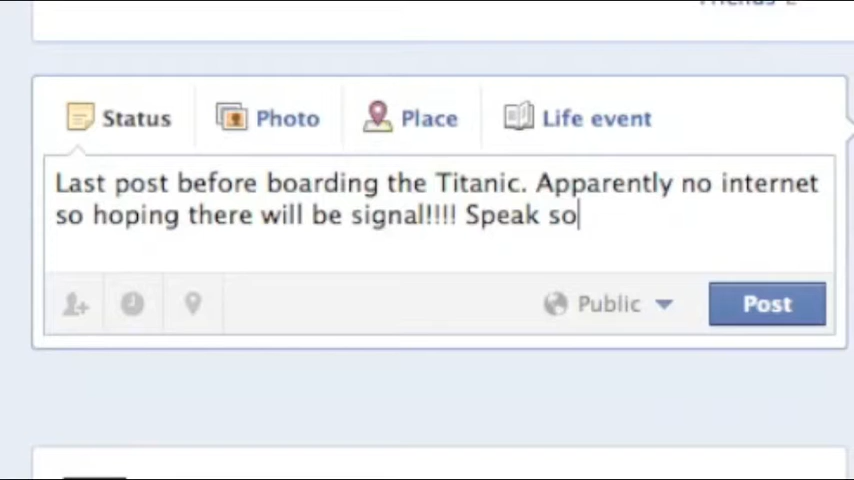 Status Photo Place Life event
Last post before boarding the Titanic. Apparently no internet
so hoping there will be signal!!!! Speak so
Public Post